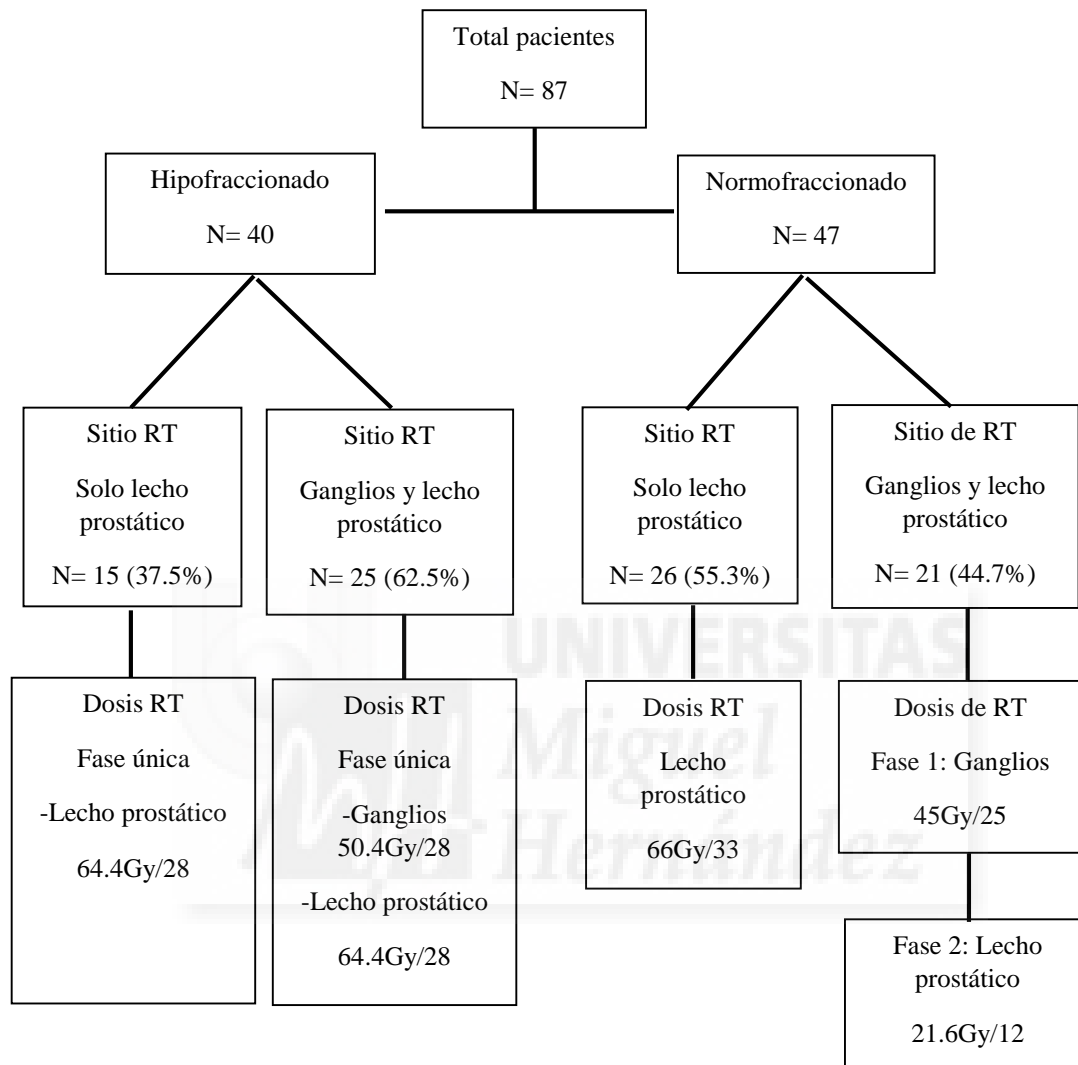 Total pacientes
N= 87
Hipofraccionado
N= 40
Normofraccionado
N= 47
Sitio RT
Solo lecho
prostático
N= 15 (37.5%)
Sitio RT
Ganglios y lecho
prostático
N= 25 (62.5%)
Sitio RT
Solo lecho
prostático
N= 26 (55.3%)
Sitio de RT
Ganglios y lecho
prostático
N= 21 (44.7%)
Dosis RT
Fase única
-Lecho prostático
64.4Gy/28
Dosis RT
Fase única
-Ganglios
50.4Gy/28
-Lecho prostático
64.4Gy/28
Dosis RT
Lecho
prostático
66Gy/33
Dosis de RT
Fase 1: Ganglios
45Gy/25
Fase 2: Lecho
prostático
21.6Gy/12
UNIVERSITAS
Miguel
Hernández